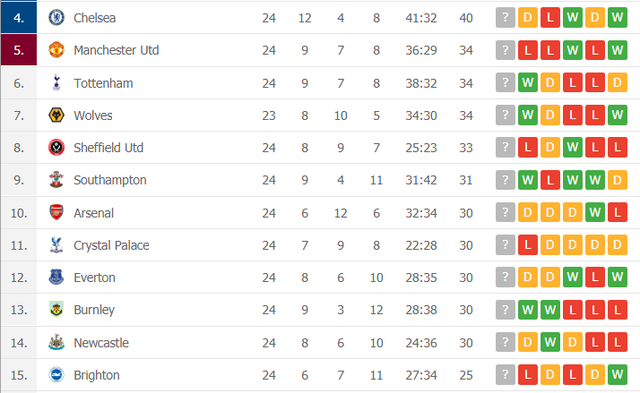 4. Chelsea 24 12 4 8 41:32 40 ? D L W D W
5. Manchester Utd 24 9 7 8 36:29 34 ? L L W L W
6. Tottenham 24 9 7 8 38:32 34 ? W D L L D
7. Wolves 23 8 10 5 34:30 34 ? W D L L W
8. Sheffield Utd 24 8 9 7 25:23 33 ? L D W L L
9. Southampton 24 9 4 11 31:42 31 ? W L W W D
10. Arsenal 24 6 12 6 32:34 30 ? D D D W L
11. Crystal Palace 24 7 9 8 22:28 30 ? L D D D D
12. Everton 24 8 6 10 28:35 30 ? D D W L W
13. Burnley 24 9 3 12 28:38 30 ? W W L L L
14. Newcastle 24 8 6 10 24:36 30 ? D W D L L
15. Brighton 24 6 7 11 27:34 25 ? L D L D W